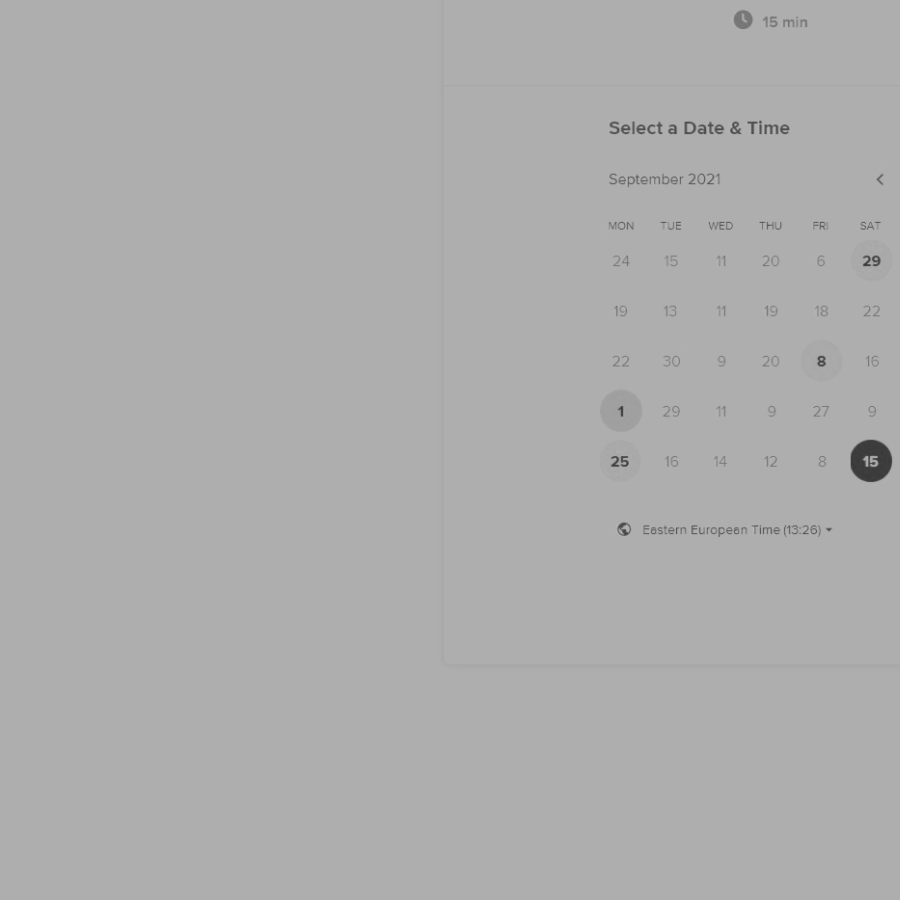 15 min
Select a Date & Time
September 2021
MON TUE WED THU FRI SAT
24 15 11 20 6 29
19 13 11 19 18 22
22 30 9 20 8 16
1 29 11 9 27 9
25 16 14 12 8 15
Eastern European Time (13:26)